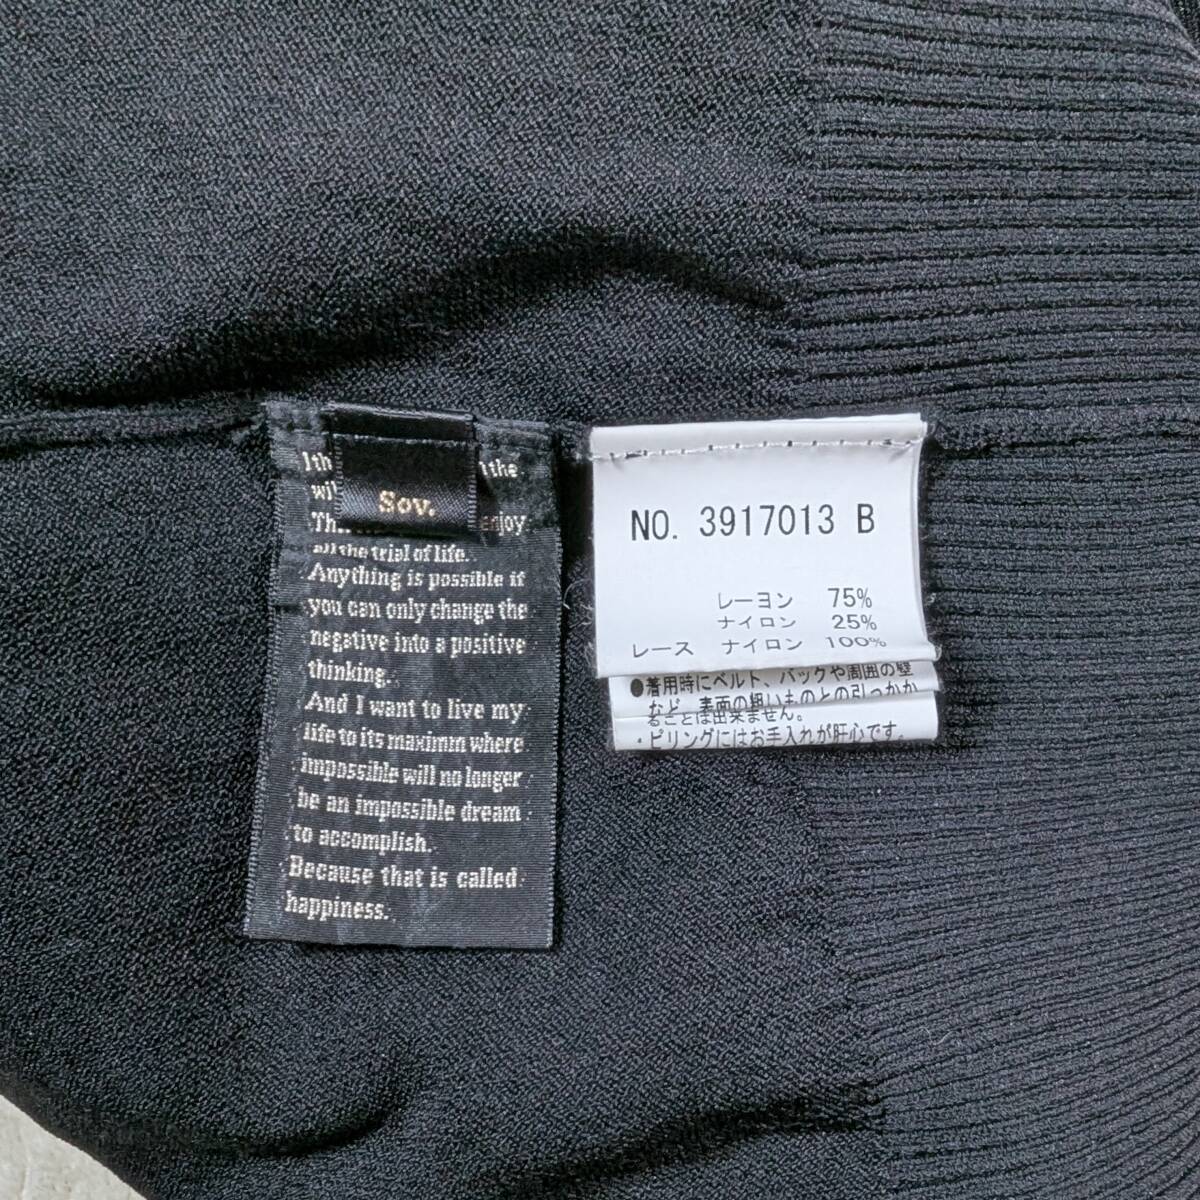 Sov.
the
enjoy
all the trial of life.
Anything is possible if
you can only change the
negative into a positive
thinking.
And I want to live my
life to its maximm where
impossible will no longer
be an impossible dream
to accomplish.
Because that is called
happiness.
NO. 3917013 B
レーヨン 75%
ナイロン 25%
レース ナイロン 100%
●着用時にベルト、バックや周囲の壁
など、表面の粗いものとの引っかか
ることは出来ません。
・ピリングにはお手入れが肝心です。